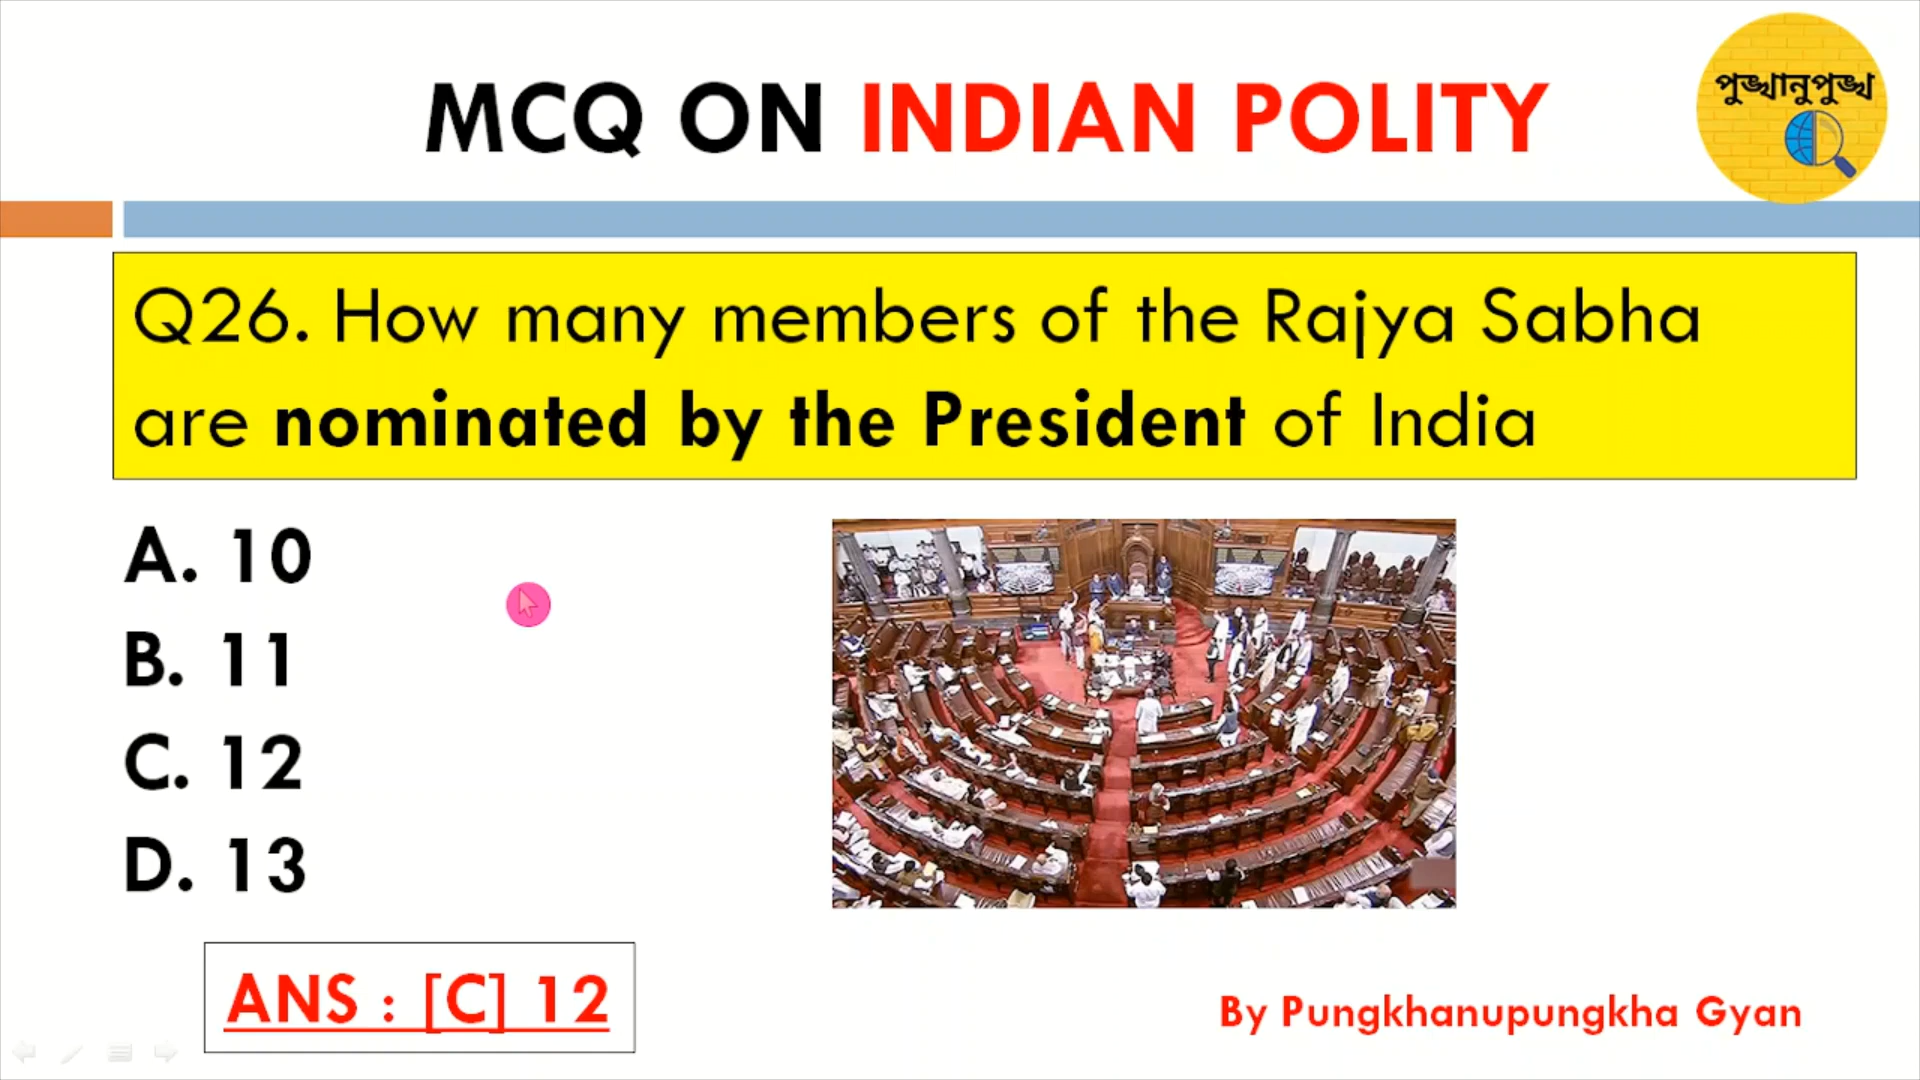 MCQ ON INDIAN POLITY
পুঙ্খানুপুঙ্খ
Q26. How many members of the Rajya Sabha
are nominated by the President of India
A. 10
B. 11
C. 12
D. 13
ANS : [C] 12
By Pungkhanupungkha Gyan